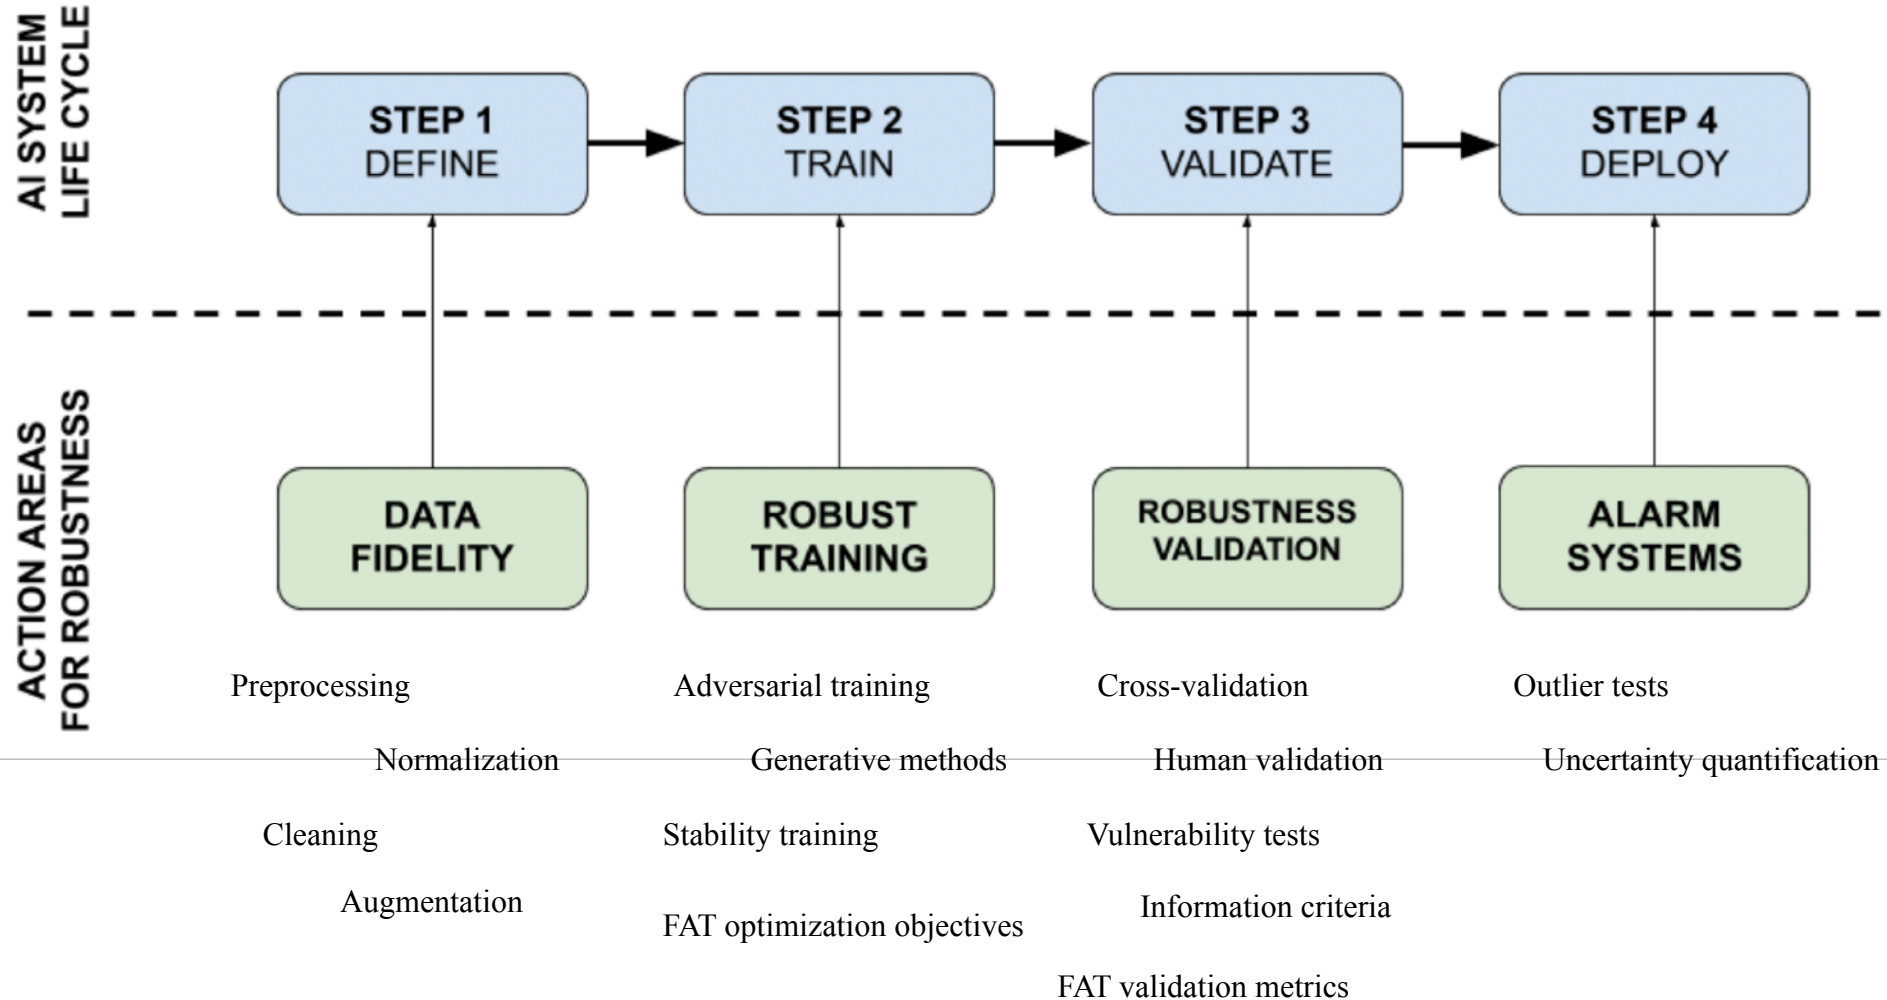 AI SYSTEM
LIFE CYCLE
STEP 1
DEFINE
STEP 2
TRAIN
STEP 3
VALIDATE
STEP 4
DEPLOY
ACTION AREAS
FOR ROBUSTNESS
DATA
FIDELITY
ROBUST
TRAINING
ROBUSTNESS
VALIDATION
ALARM
SYSTEMS
Preprocessing
Normalization
Cleaning
Augmentation
Adversarial training
Generative methods
Stability training
FAT optimization objectives
Cross-validation
Human validation
Vulnerability tests
Information criteria
FAT validation metrics
Outlier tests
Uncertainty quantification